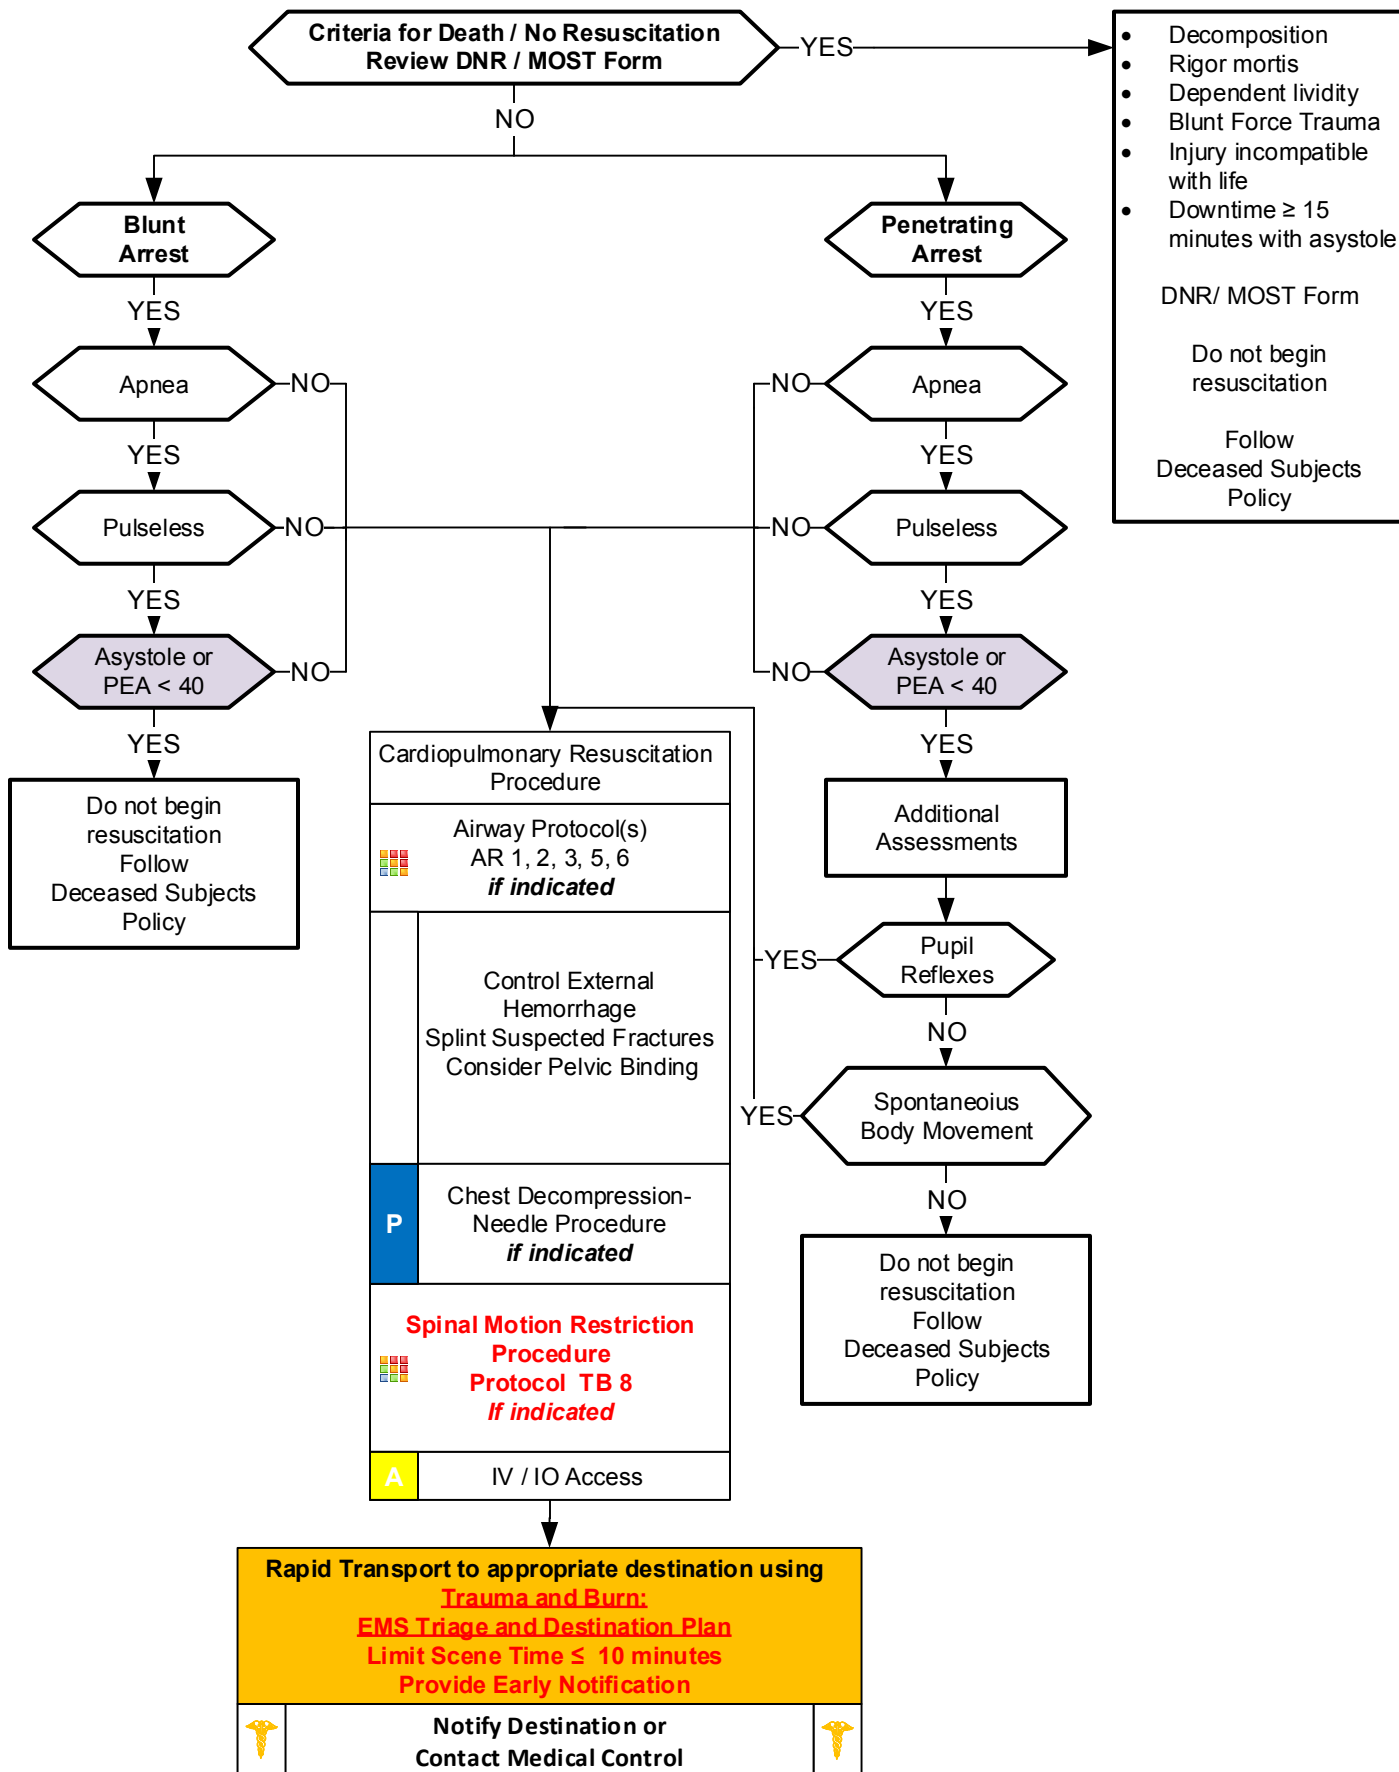 Criteria for Death / No Resuscitation
Review DNR / MOST Form
YES
• Decomposition
• Rigor mortis
• Dependent lividity
• Blunt Force Trauma
• Injury incompatible
with life
• Downtime ≥ 15
minutes with asystole
DNR/ MOST Form
Do not begin
resuscitation
Follow
Deceased Subjects
Policy
NO
Blunt
Arrest
YES
Apnea
NO
YES
Pulseless
NO
YES
Asystole or
PEA < 40
NO
YES
Do not begin
resuscitation
Follow
Deceased Subjects
Policy
Penetrating
Arrest
YES
NO
Apnea
YES
NO
Pulseless
YES
NO
Asystole or
PEA < 40
YES
Additional
Assessments
YES
Pupil
Reflexes
NO
YES
Spontaneoius
Body Movement
NO
Do not begin
resuscitation
Follow
Deceased Subjects
Policy
Cardiopulmonary Resuscitation
Procedure
Airway Protocol(s)
AR 1, 2, 3, 5, 6
if indicated
Control External
Hemorrhage
Splint Suspected Fractures
Consider Pelvic Binding
P
Chest Decompression-
Needle Procedure
if indicated
Spinal Motion Restriction
Procedure
Protocol  TB 8
If indicated
A
IV / IO Access
Rapid Transport to appropriate destination using
Trauma and Burn:
EMS Triage and Destination Plan
Limit Scene Time ≤  10 minutes
Provide Early Notification
Notify Destination or
Contact Medical Control